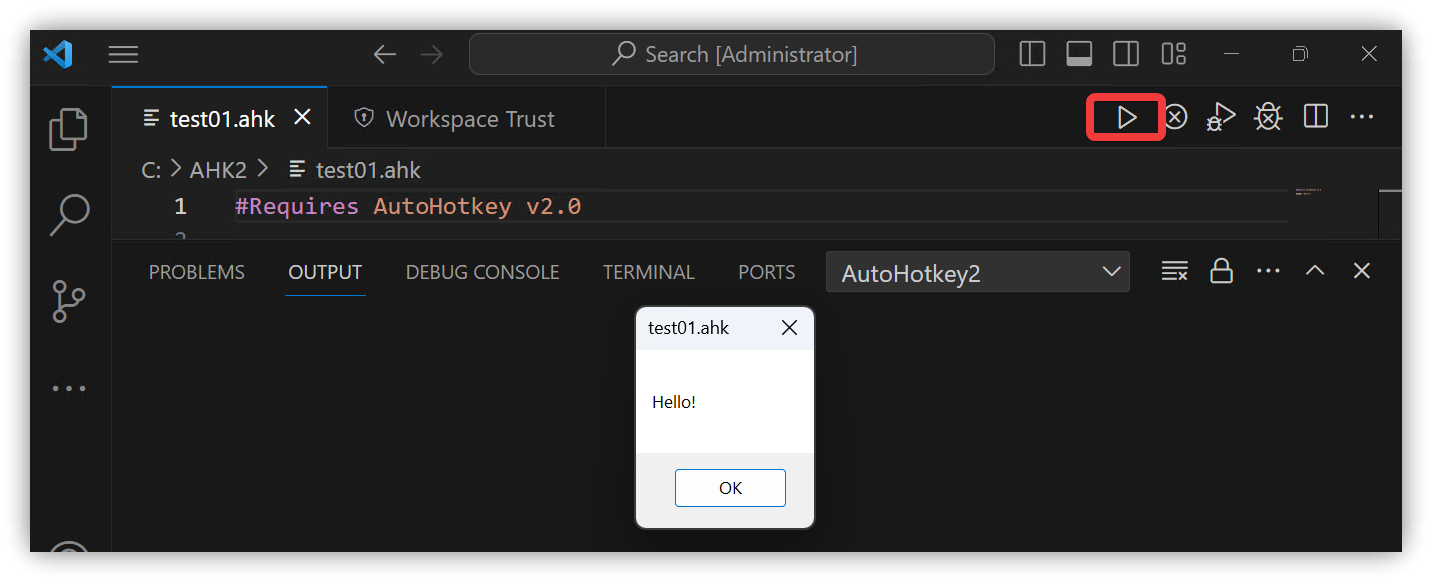 Search [Administrator]
test01.ahk
Workspace Trust
C: > AHK2 > test01.ahk
1 #Requires AutoHotkey v2.0
2
PROBLEMS OUTPUT DEBUG CONSOLE TERMINAL PORTS AutoHotkey2
test01.ahk
Hello!
OK